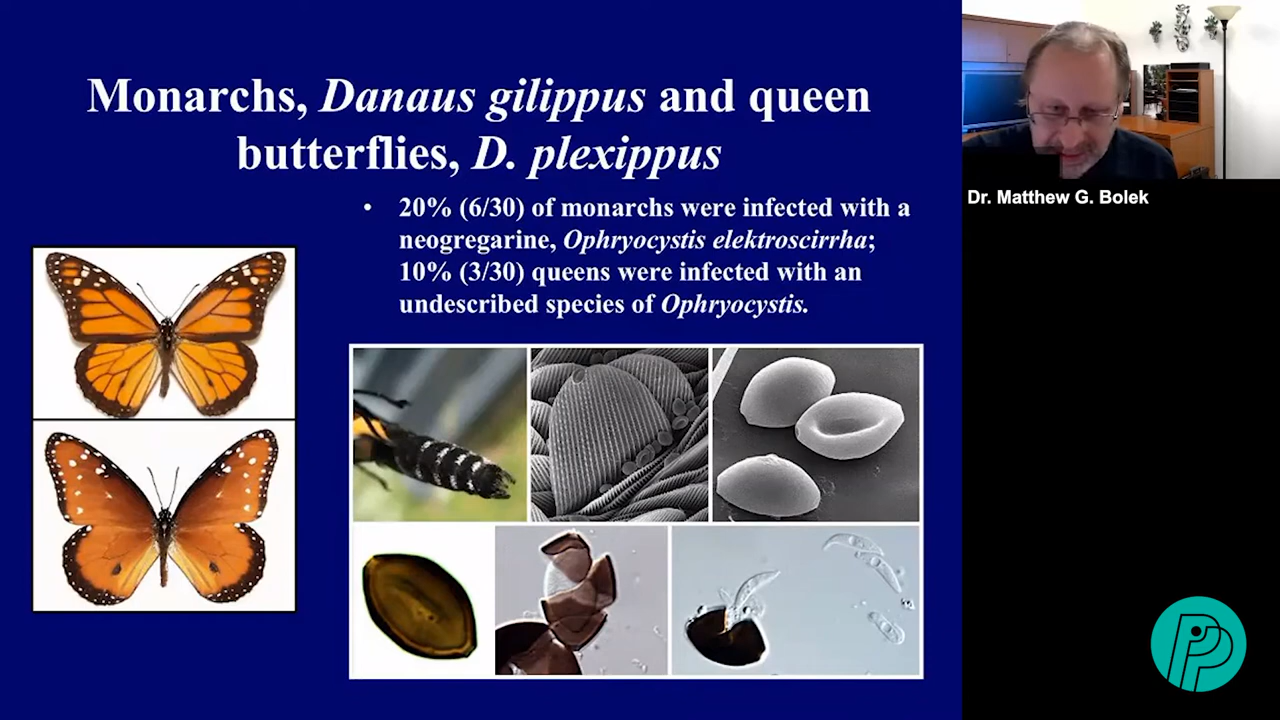 Monarchs, Danaus gilippus and queen
butterflies, D. plexippus
• 20% (6/30) of monarchs were infected with a
neogregarine, Ophryocystis elektroscirrha;
10% (3/30) queens were infected with an
undescribed species of Ophryocystis.
Dr. Matthew G. Bolek